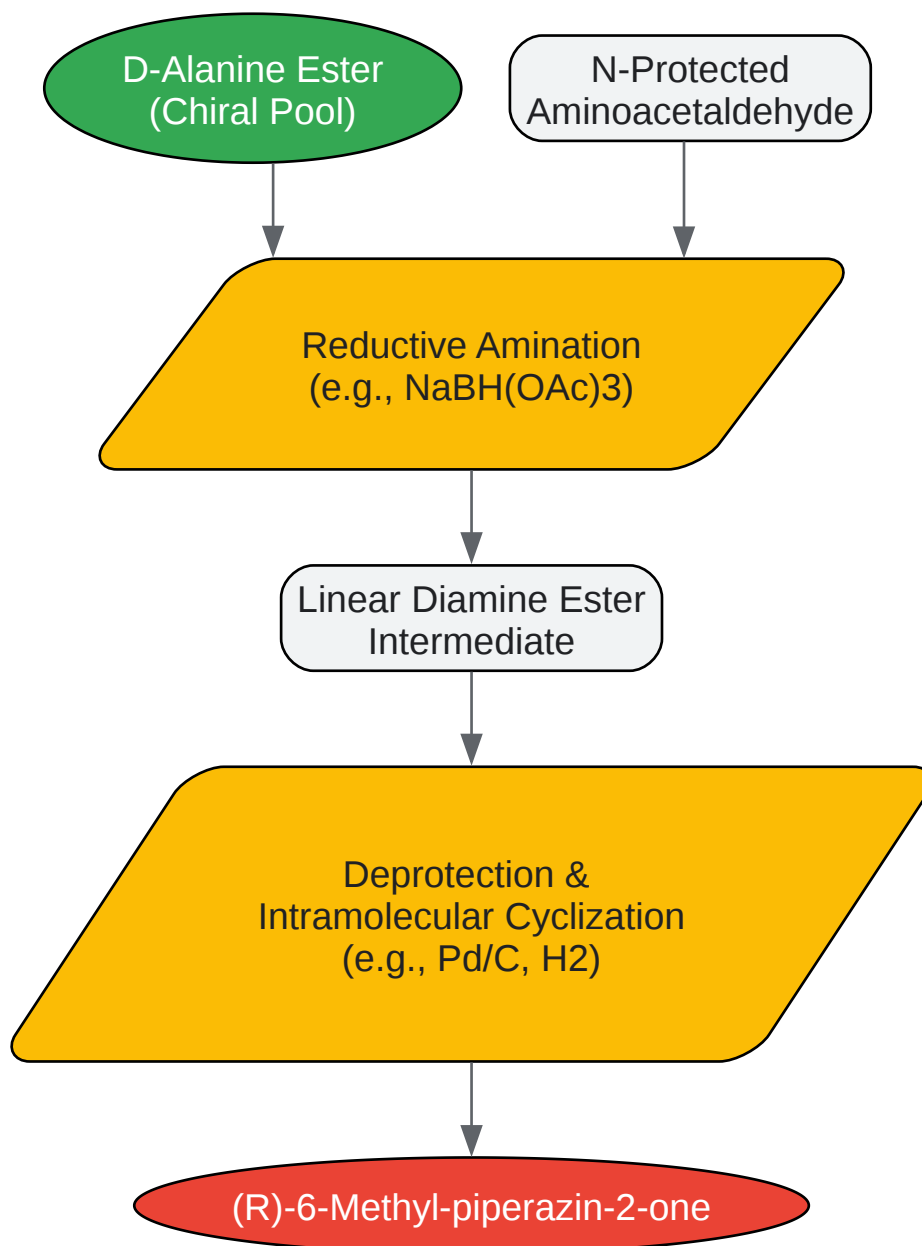 D-Alanine Ester
(Chiral Pool)
N-Protected
Aminoacetaldehyde
Reductive Amination
(e.g., NaBH(OAc)3)
Linear Diamine Ester
Intermediate
Deprotection &
Intramolecular Cyclization
(e.g., Pd/C, H2)
(R)-6-Methyl-piperazin-2-one